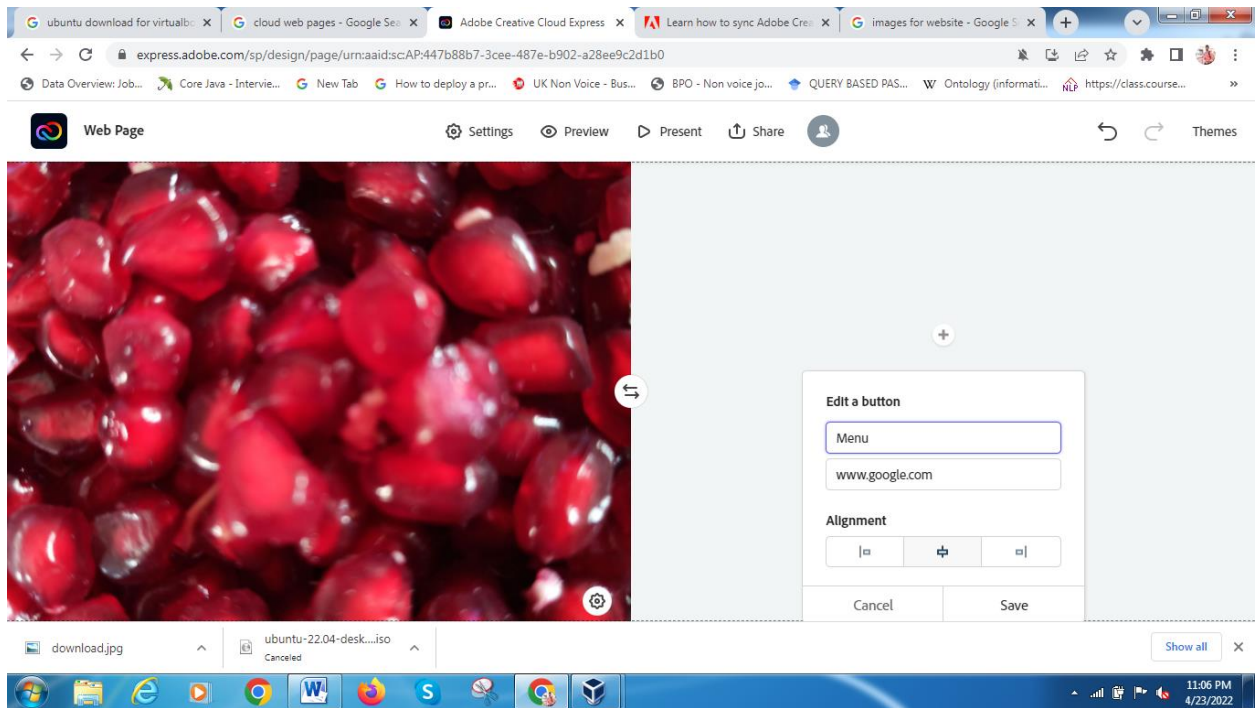 ubuntu download for virtualbo
cloud web pages - Google Sea
Adobe Creative Cloud Express
Learn how to sync Adobe Crea
images for website - Google S
express.adobe.com/sp/design/page/urn:aaid:sc:AP:447b88b7-3cee-487e-b902-a28ee9c2d1b0
Data Overview: Job... Core Java - Intervie... New Tab How to deploy a pr... UK Non Voice - Bus... BPO - Non voice jo... QUERY BASED PAS... W Ontology (informati... NLP https://class.course... »
Web Page Settings Preview Present Share Themes
Edit a button
Menu
www.google.com
Alignment
Cancel Save
download.jpg
ubuntu-22.04-desk....iso
Canceled
Show all
11:06 PM
4/23/2022